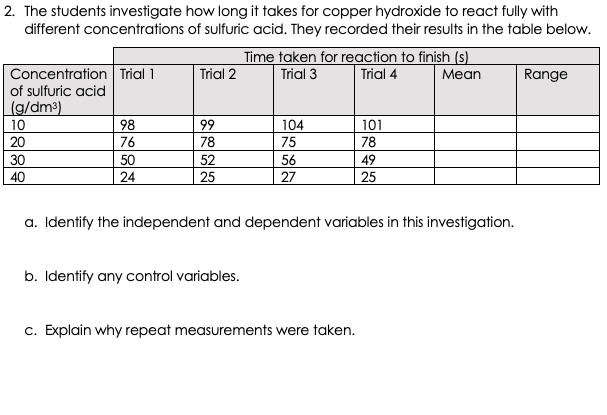 2. The students investigate how long it takes for copper hydroxide to react fully with
different concentrations of sulfuric acid. They recorded their results in the table below.
Time taken for reaction to finish (s)
Concentration of sulfuric acid (g/dm³) Trial 1 Trial 2 Trial 3 Trial 4 Mean Range
10 98 99 104 101
20 76 78 75 78
30 50 52 56 49
40 24 25 27 25
a. Identify the independent and dependent variables in this investigation.
b. Identify any control variables.
c. Explain why repeat measurements were taken.